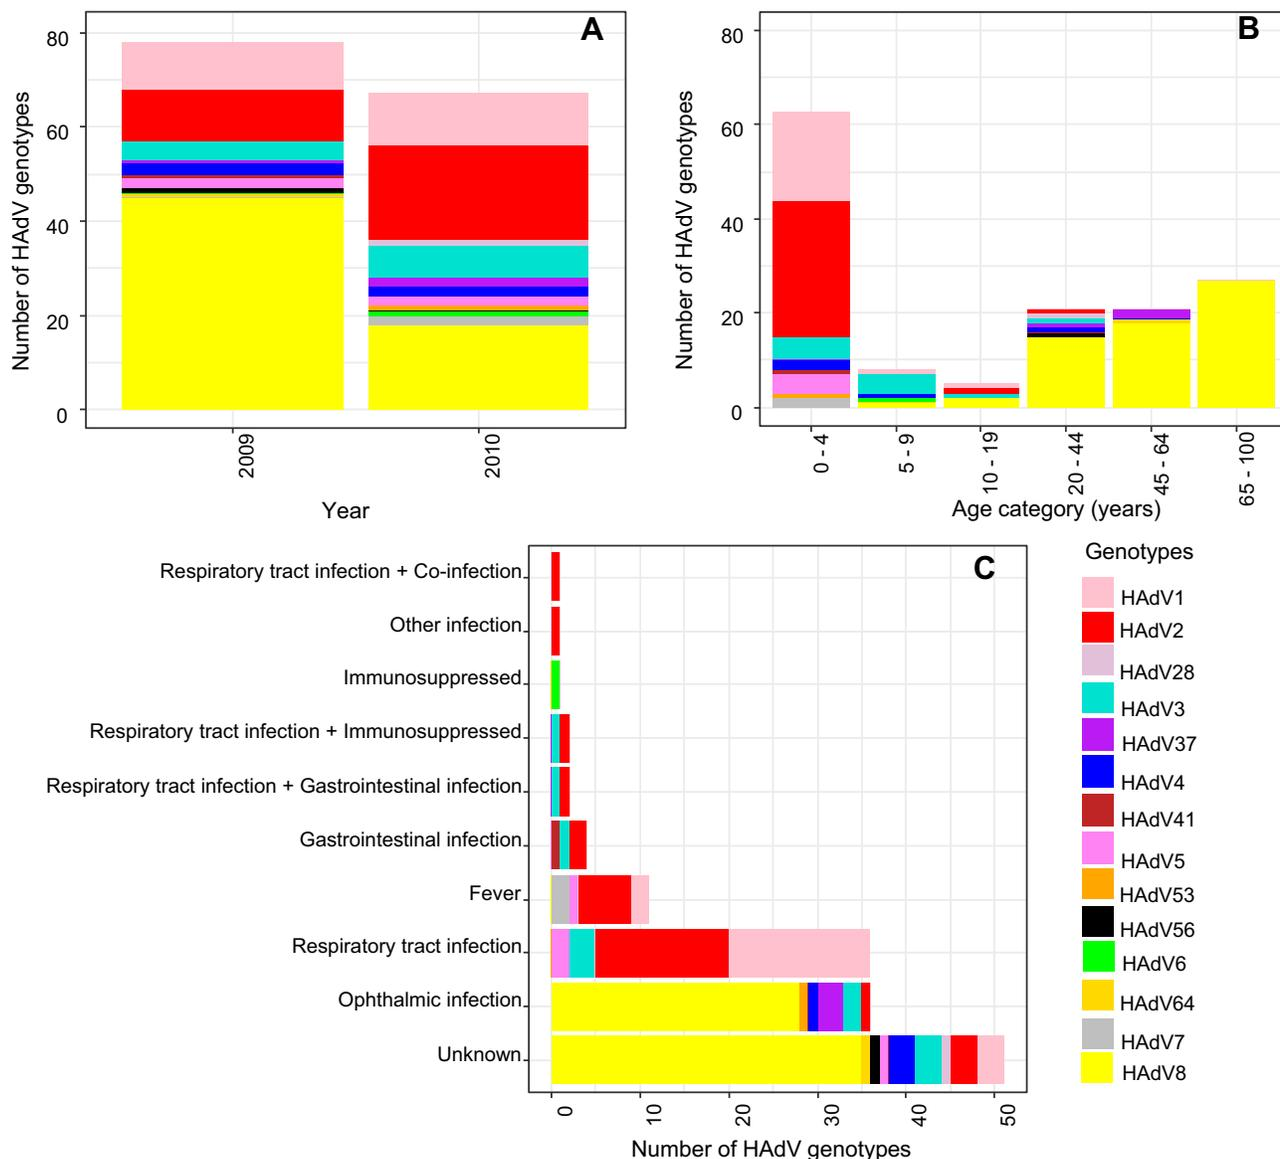 A
Number of HAdV genotypes
80
60
40
20
0
2009
2010
Year
B
Number of HAdV genotypes
80
60
40
20
0
0 - 4
5 - 9
10 - 19
20 - 44
45 - 64
65 - 100
Age category (years)
C
Respiratory tract infection + Co-infection
Other infection
Immunosuppressed
Respiratory tract infection + Immunosuppressed
Respiratory tract infection + Gastrointestinal infection
Gastrointestinal infection
Fever
Respiratory tract infection
Ophthalmic infection
Unknown
0
10
20
30
40
50
Number of HAdV genotypes
Genotypes
HAdV1
HAdV2
HAdV28
HAdV3
HAdV37
HAdV4
HAdV41
HAdV5
HAdV53
HAdV56
HAdV6
HAdV64
HAdV7
HAdV8